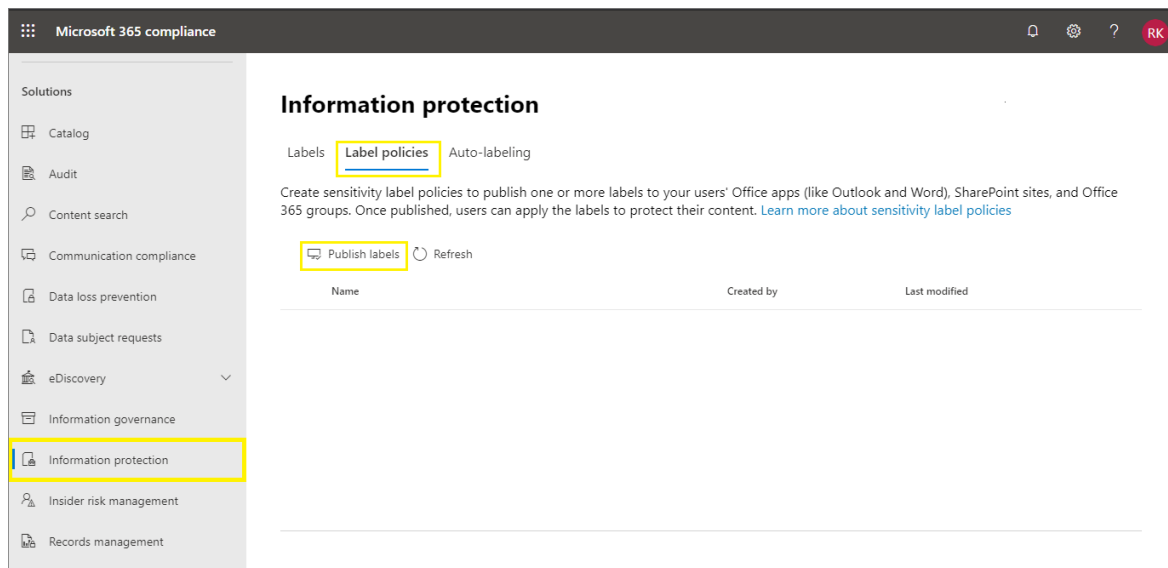 Microsoft 365 compliance
?
RK
Solutions
Catalog
Audit
Content search
Communication compliance
Data loss prevention
Data subject requests
eDiscovery
Information governance
Information protection
Insider risk management
Records management
Information protection
Labels Label policies Auto-labeling
Create sensitivity label policies to publish one or more labels to your users' Office apps (like Outlook and Word), SharePoint sites, and Office
365 groups. Once published, users can apply the labels to protect their content. Learn more about sensitivity label policies
Publish labels Refresh
Name Created by Last modified